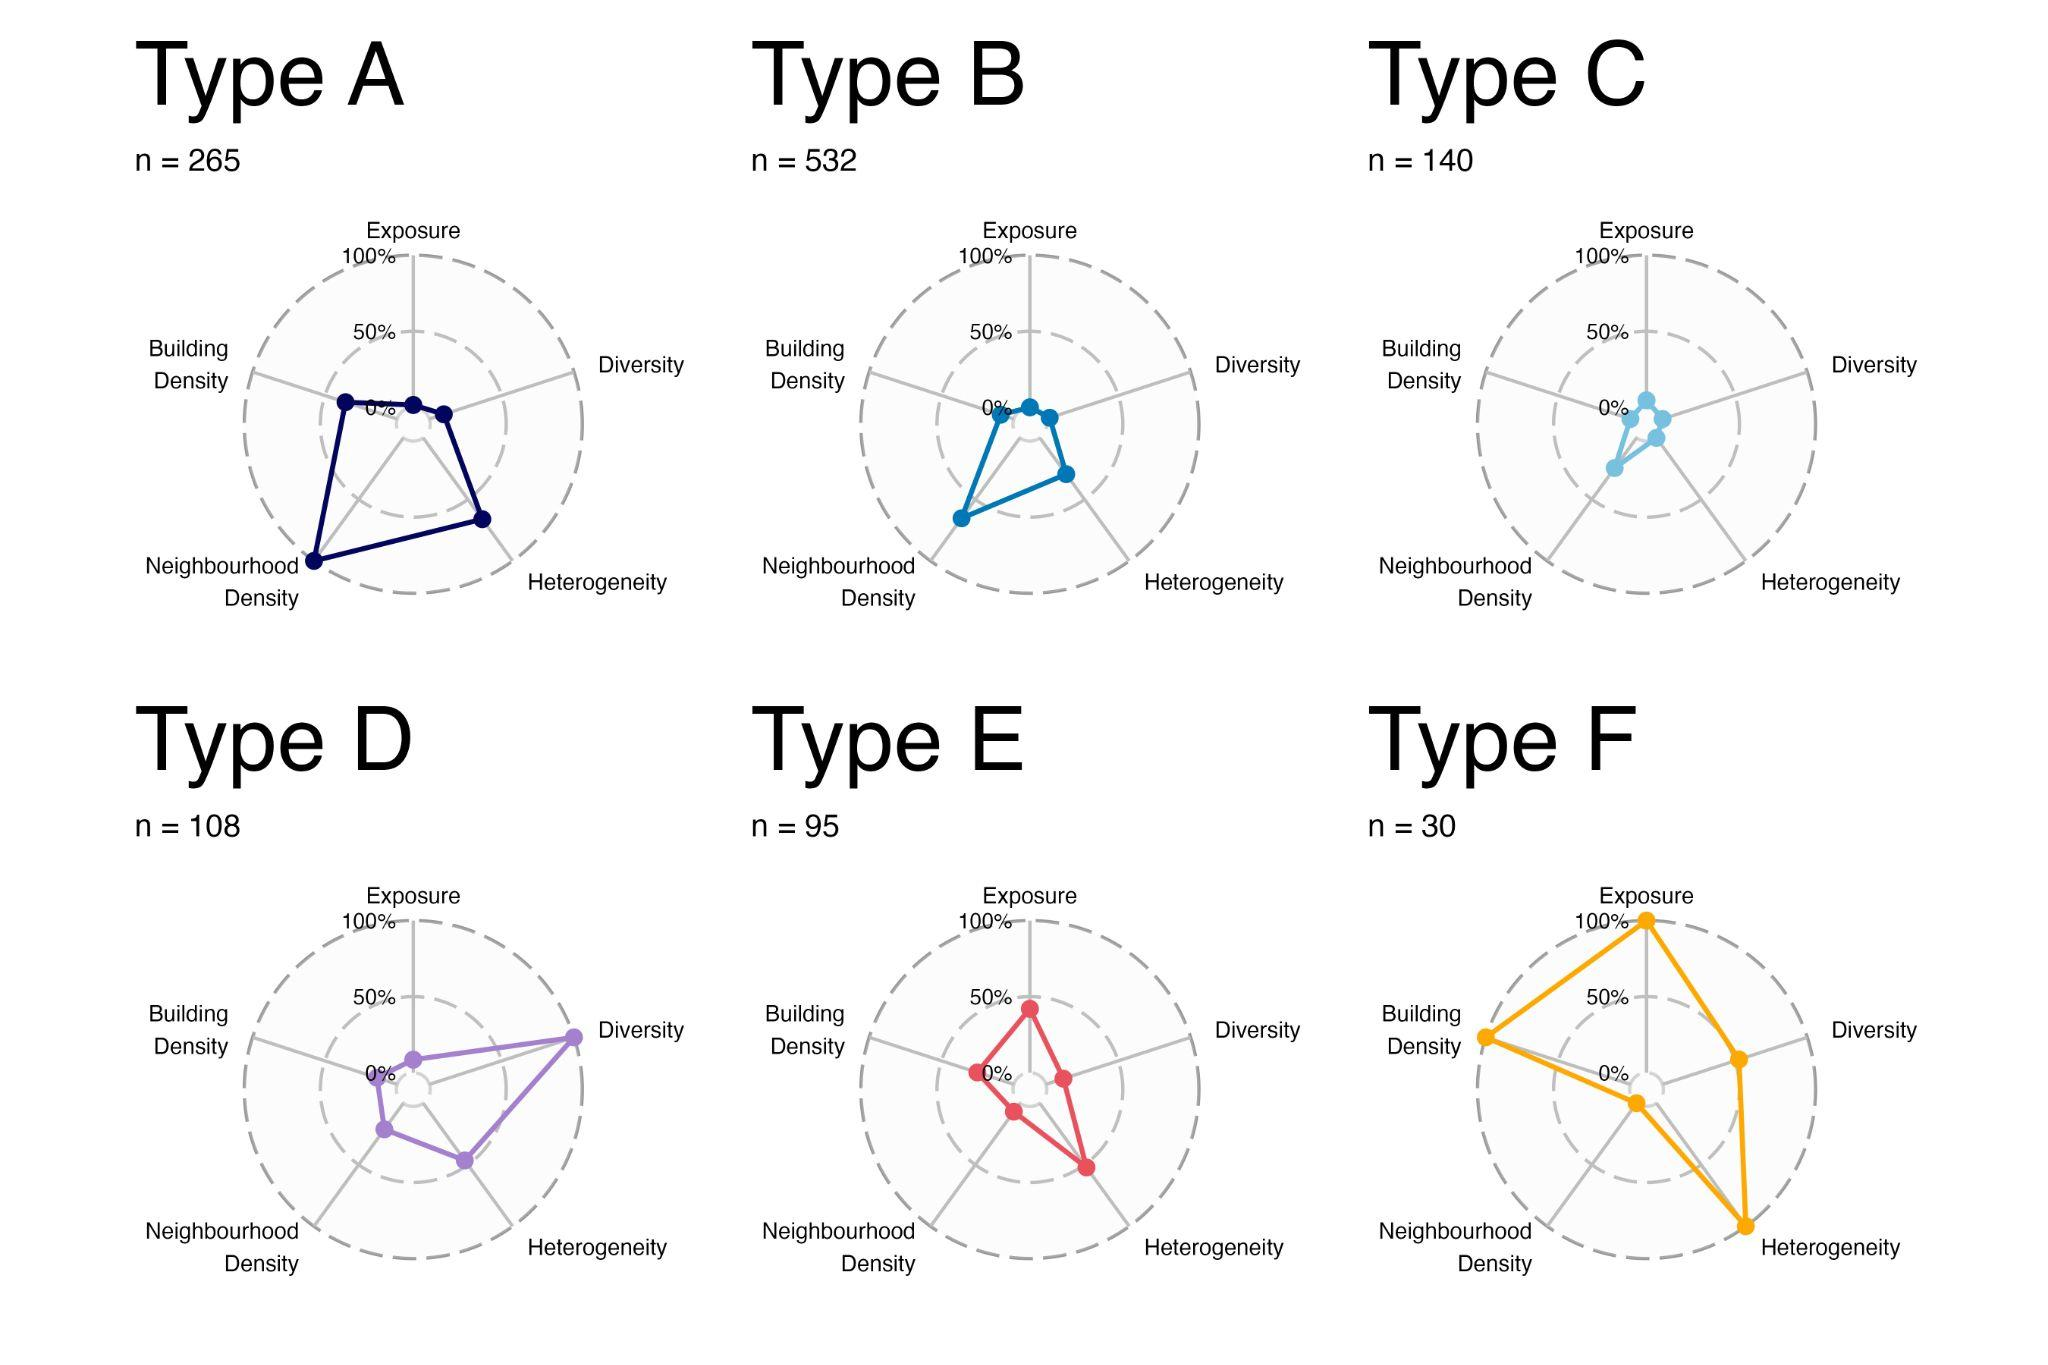 Type A
n = 265
Exposure
100%
50%
0%
Building
Density
Diversity
Neighbourhood
Density
Heterogeneity
Type B
n = 532
Exposure
100%
50%
0%
Building
Density
Diversity
Neighbourhood
Density
Heterogeneity
Type C
n = 140
Exposure
100%
50%
0%
Building
Density
Diversity
Neighbourhood
Density
Heterogeneity
Type D
n = 108
Exposure
100%
50%
0%
Building
Density
Diversity
Neighbourhood
Density
Heterogeneity
Type E
n = 95
Exposure
100%
50%
0%
Building
Density
Diversity
Neighbourhood
Density
Heterogeneity
Type F
n = 30
Exposure
100%
50%
0%
Building
Density
Diversity
Neighbourhood
Density
Heterogeneity